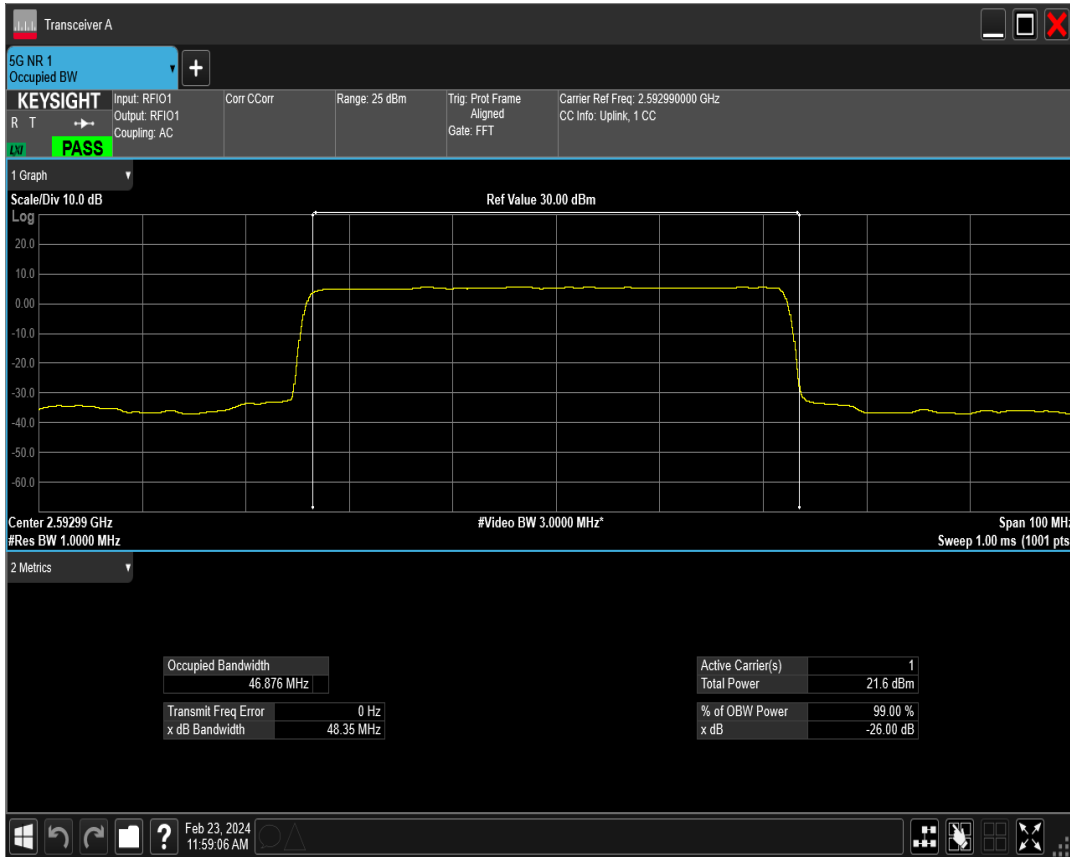 Transceiver A
5G NR 1
Occupied BW
+
KEYSIGHT
R T
LXI
PASS
Input: RFIO1
Output: RFIO1
Coupling: AC
Corr CCorr
Range: 25 dBm
Trig: Prot Frame
Aligned
Gate: FFT
Carrier Ref Freq: 2.592990000 GHz
CC Info: Uplink, 1 CC
1 Graph
Scale/Div 10.0 dB
Ref Value 30.00 dBm
Log
20.0
10.0
0.00
-10.0
-20.0
-30.0
-40.0
-50.0
-60.0
Center 2.59299 GHz
#Video BW 3.0000 MHz*
Span 100 MHz
#Res BW 1.0000 MHz
Sweep 1.00 ms (1001 pts
2 Metrics
Occupied Bandwidth
46.876 MHz
Transmit Freq Error 0 Hz
x dB Bandwidth 48.35 MHz
Active Carrier(s) 1
Total Power 21.6 dBm
% of OBW Power 99.00 %
x dB -26.00 dB
?
Feb 23, 2024
11:59:06 AM